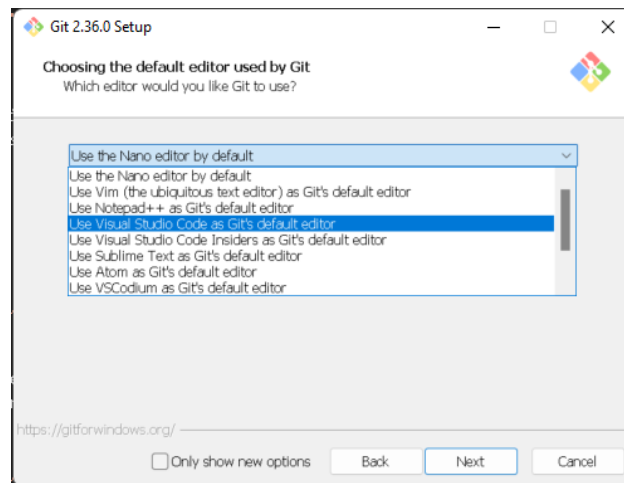 Git 2.36.0 Setup
Choosing the default editor used by Git
Which editor would you like Git to use?
Use the Nano editor by default
Use the Nano editor by default
Use Vim (the ubiquitous text editor) as Git's default editor
Use Notepad++ as Git's default editor
Use Visual Studio Code as Git's default editor
Use Visual Studio Code Insiders as Git's default editor
Use Sublime Text as Git's default editor
Use Atom as Git's default editor
Use VSCodium as Git's default editor
https://gitforwindows.org/
Only show new options Back Next Cancel